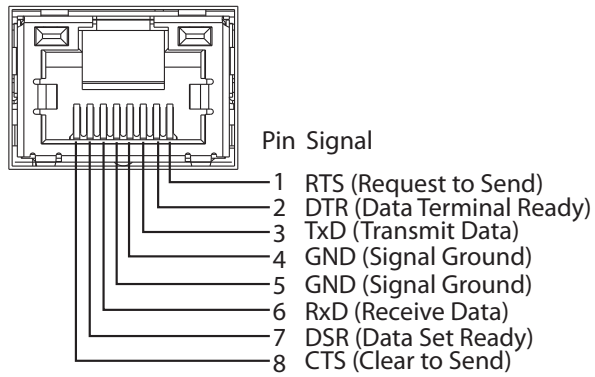 Pin Signal
1 RTS (Request to Send)
2 DTR (Data Terminal Ready)
3 TxD (Transmit Data)
4 GND (Signal Ground)
5 GND (Signal Ground)
6 RxD (Receive Data)
7 DSR (Data Set Ready)
8 CTS (Clear to Send)